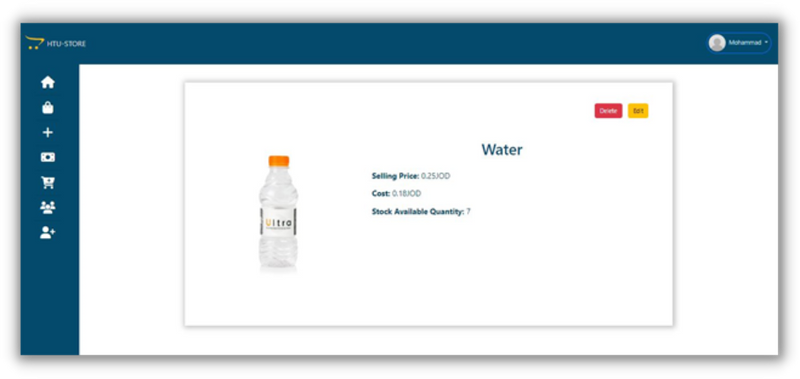 HTU-STORE
Mohammad
Delete Edit
Water
Selling Price: 0.25JOD
Cost: 0.18JOD
Stock Available Quantity: 7
Ultra